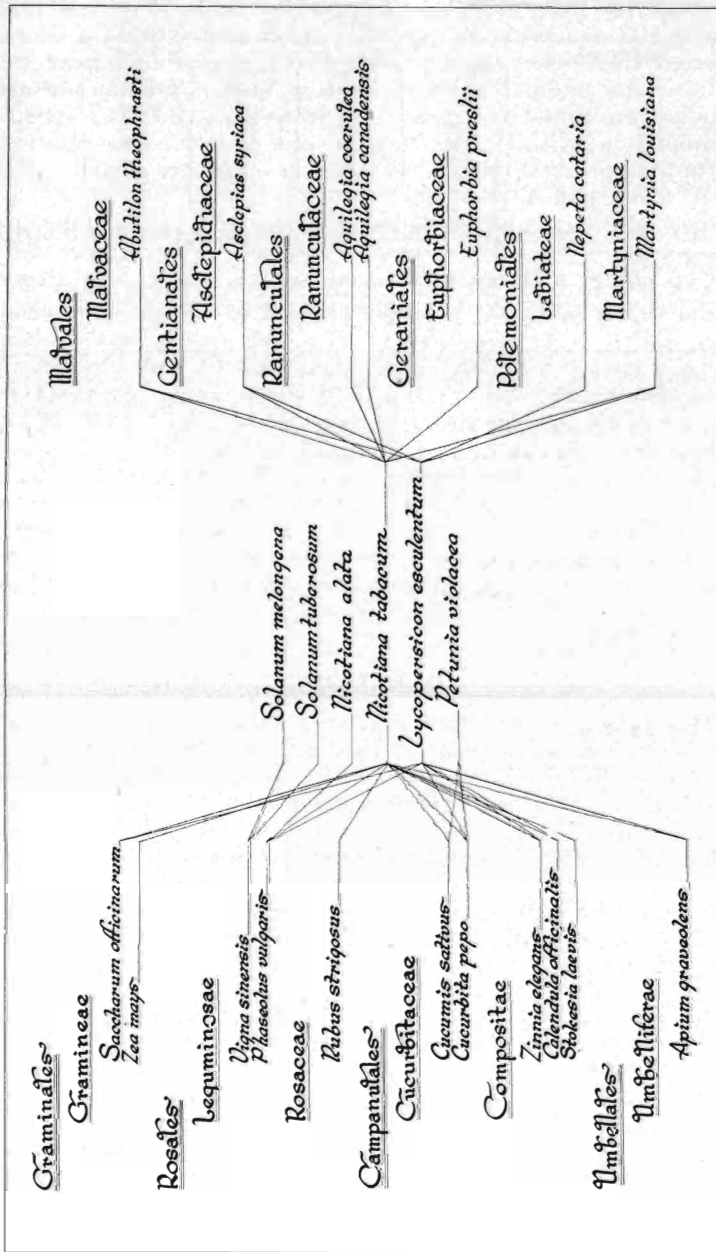 Graminales
Gramineae
Saccharum officinarum
Zea mays
Rosales
Leguminosae
Vigna sinensis
Phaseolus vulgaris
Rosaceae
Rubus strigosus
Campanulales
Cucurbitaceae
Cucumis sativus
Cucurbita pepo
Compositae
Zinnia elegans
Calendula officinalis
Stokesia laevis
Umbellales
Umbelliferae
Apium graveolens
Solanum melongena
Solanum tuberosum
Nicotiana alata
Nicotiana tabacum
Lycopersicon esculentum
Petunia violacea
Malvales
Malvaceae
Abutilon theophrasti
Gentianales
Asclepidiaceae
Asclepias syriaca
Ranunculales
Ranunculaceae
Aquilegia coerulea
Aquilegia canadensis
Geraniales
Euphorbiaceae
Euphorbia preslii
Polemoniales
Labiateae
Nepeta cataria
Martyniaceae
Martynia louisiana